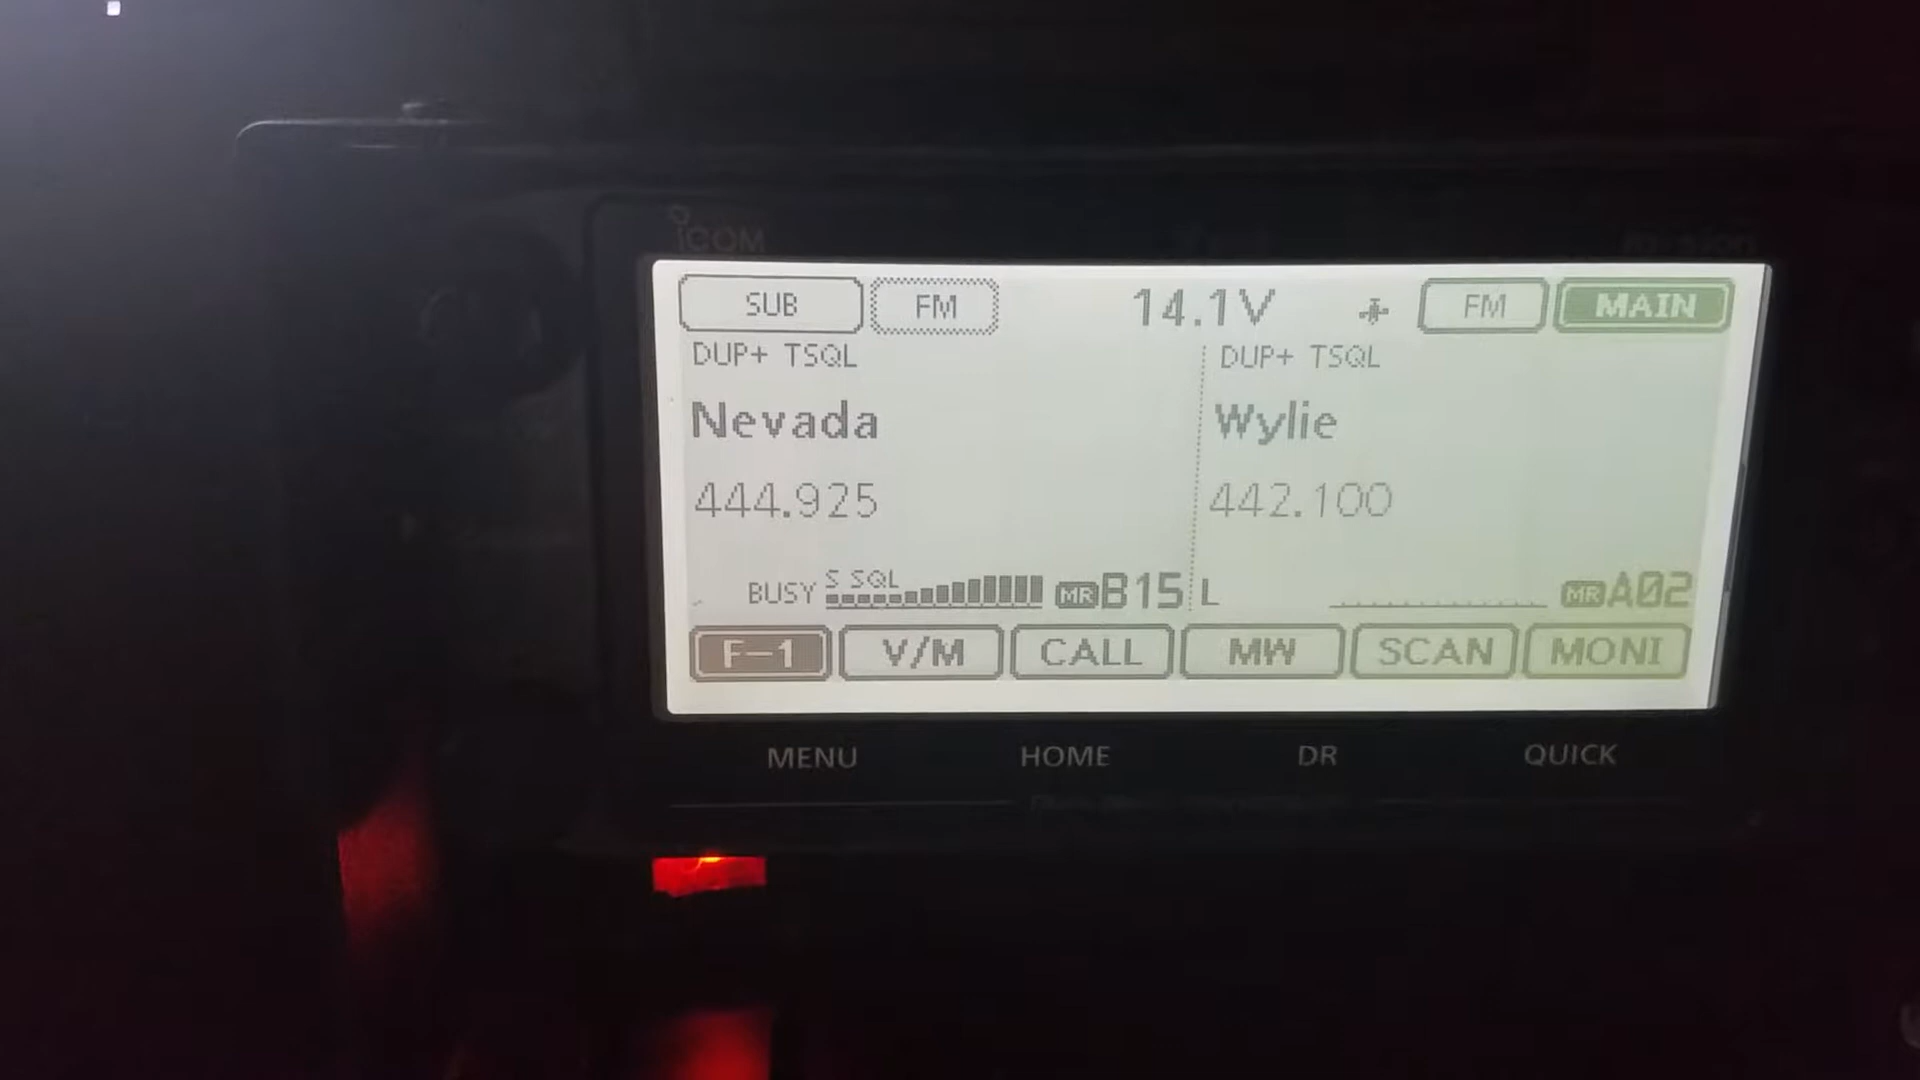 ICOM
SUB FM 14.1V FM MAIN
DUP+ TSQL DUP+ TSQL
Nevada Wylie
444.925 442.100
BUSY S SQL MR B15 L MR A02
F-1 V/M CALL MW SCAN MONI
MENU HOME DR QUICK